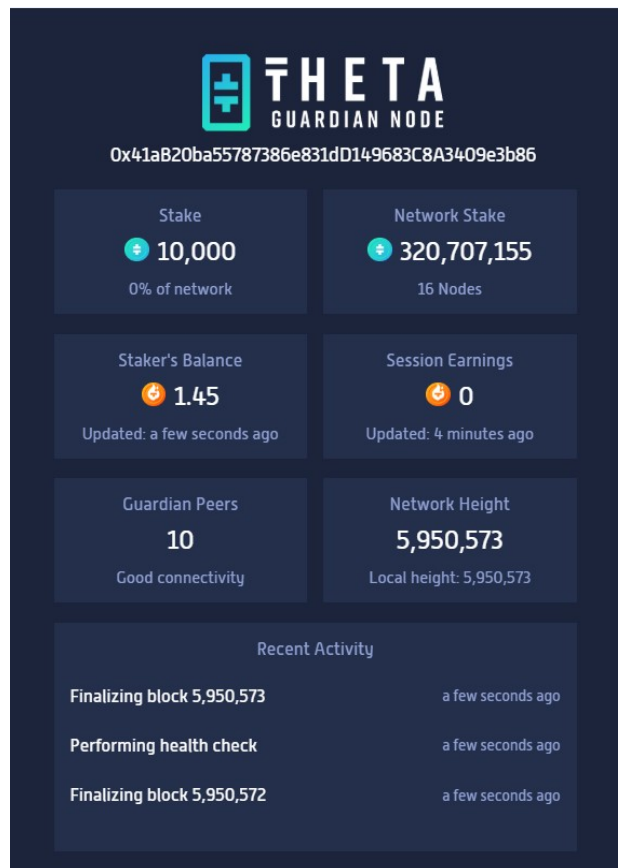 THETA
GUARDIAN NODE
0x41aB20ba55787386e831dD149683C8A3409e3b86
Stake
10,000
0% of network
Network Stake
320,707,155
16 Nodes
Staker's Balance
1.45
Updated: a few seconds ago
Session Earnings
0
Updated: 4 minutes ago
Guardian Peers
10
Good connectivity
Network Height
5,950,573
Local height: 5,950,573
Recent Activity
Finalizing block 5,950,573 a few seconds ago
Performing health check a few seconds ago
Finalizing block 5,950,572 a few seconds ago